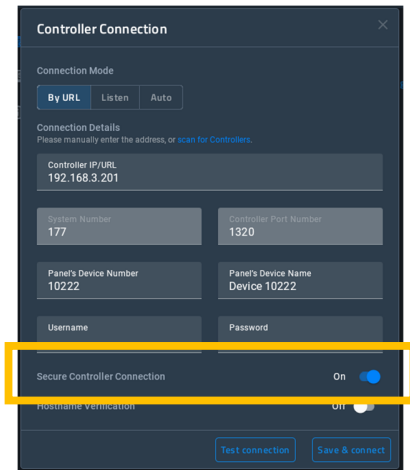 Controller Connection
Connection Mode
By URL Listen Auto
Connection Details
Please manually enter the address, or scan for Controllers.
Controller IP/URL
192.168.3.201
System Number Controller Port Number
177 1320
Panel's Device Number Panel's Device Name
10222 Device 10222
Username Password
Secure Controller Connection On
Hostname Verification Off
Test connection Save & connect